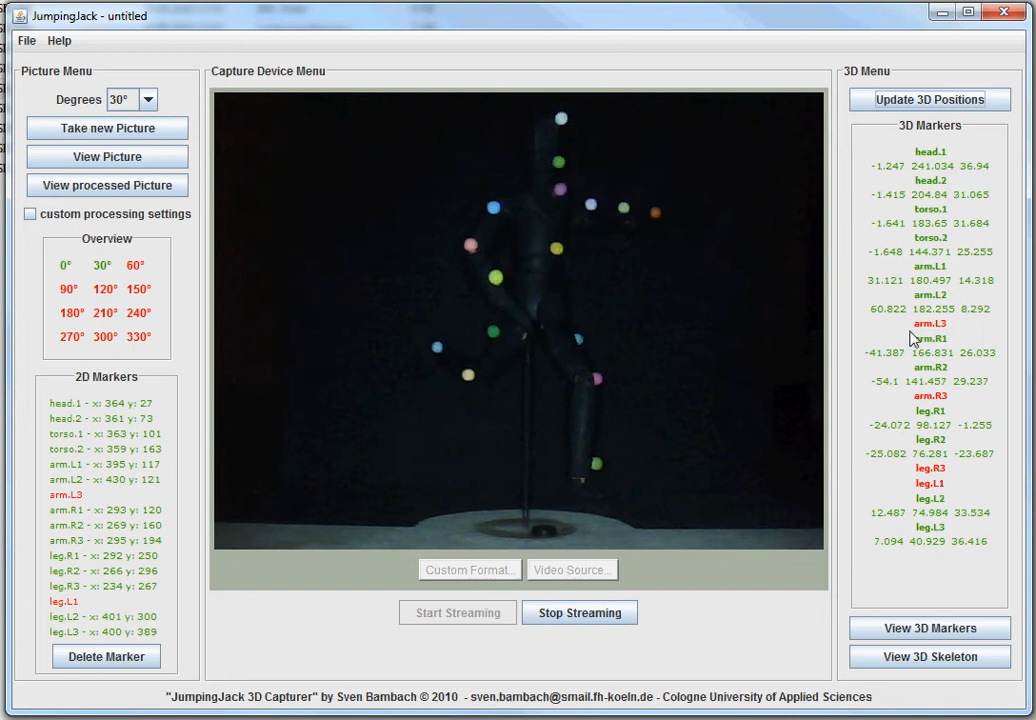 JumpingJack - untitled
File Help
Picture Menu
Degrees 30°
Take new Picture
View Picture
View processed Picture
custom processing settings
Overview
0° 30° 60°
90° 120° 150°
180° 210° 240°
270° 300° 330°
2D Markers
head.1 - x: 364 y: 27
head.2 - x: 361 y: 73
torso.1 - x: 363 y: 101
torso.2 - x: 359 y: 163
arm.L1 - x: 395 y: 117
arm.L2 - x: 430 y: 121
arm.L3
arm.R1 - x: 293 y: 120
arm.R2 - x: 269 y: 160
arm.R3 - x: 295 y: 194
leg.R1 - x: 292 y: 250
leg.R2 - x: 266 y: 296
leg.R3 - x: 234 y: 267
leg.L1
leg.L2 - x: 401 y: 300
leg.L3 - x: 400 y: 389
Delete Marker
Capture Device Menu
Custom Format...
Video Source...
Start Streaming
Stop Streaming
3D Menu
Update 3D Positions
3D Markers
head.1
-1.247 241.034 36.94
head.2
-1.415 204.84 31.065
torso.1
-1.641 183.65 31.684
torso.2
-1.648 144.371 25.255
arm.L1
31.121 180.497 14.318
arm.L2
60.822 182.255 8.292
arm.L3
arm.R1
-41.387 166.831 26.033
arm.R2
-54.1 141.457 29.237
arm.R3
leg.R1
-24.072 98.127 -1.255
leg.R2
-25.082 76.281 -23.687
leg.R3
leg.L1
leg.L2
12.487 74.984 33.534
leg.L3
7.094 40.929 36.416
View 3D Markers
View 3D Skeleton
"JumpingJack 3D Capturer" by Sven Bambach © 2010 - sven.bambach@smail.fh-koeln.de - Cologne University of Applied Sciences